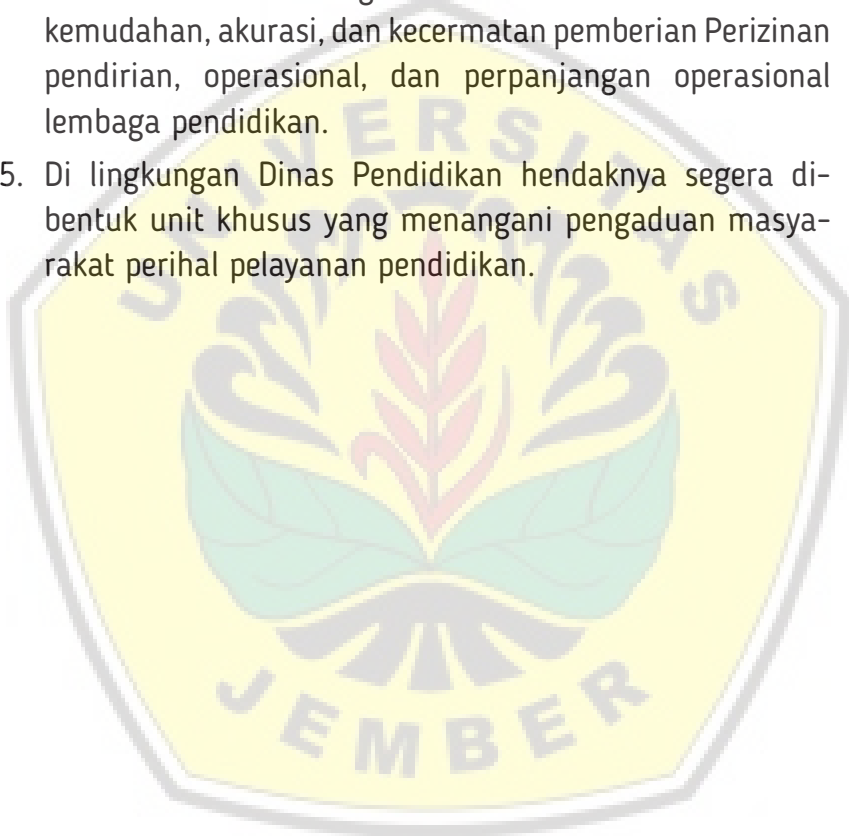 kemudahan, akurasi, dan kecermatan pemberian Perizinan
pendirian, operasional, dan perpanjangan operasional
lembaga pendidikan.
5. Di lingkungan Dinas Pendidikan hendaknya segera di-
bentuk unit khusus yang menangani pengaduan masya-
rakat perihal pelayanan pendidikan.
UNIVERSITAS
JEMBER